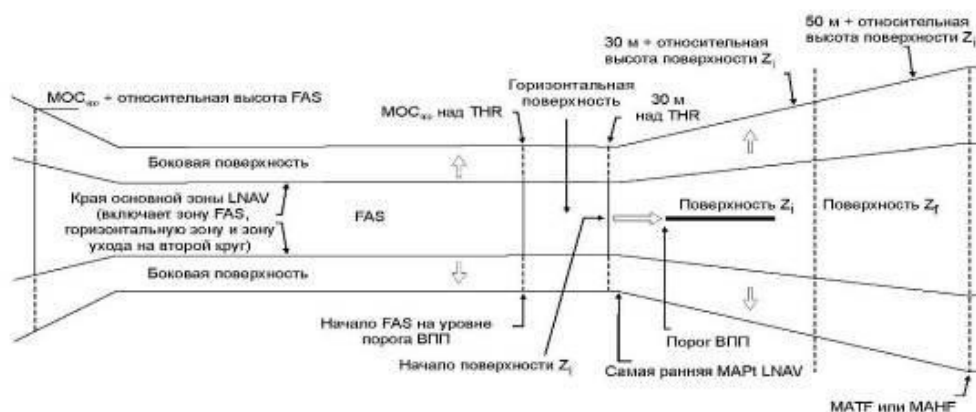 50 м + относительная
высота поверхности Zi
30 м + относительная
высота поверхности Zi
Горизонтальная
поверхность
MOCapp + относительная высота FAS
MOCapp над THR
30 м
над THR
Боковая поверхность
Края основной зоны LNAV
(включает зону FAS,
горизонтальную зону и зону
ухода на второй круг)
FAS
Поверхность Zi
Поверхность Zf
Боковая поверхность
Начало FAS на уровне
порога ВПП
Порог ВПП
Начало поверхности Zi
Самая ранняя MAPt LNAV
MATF или MAHF